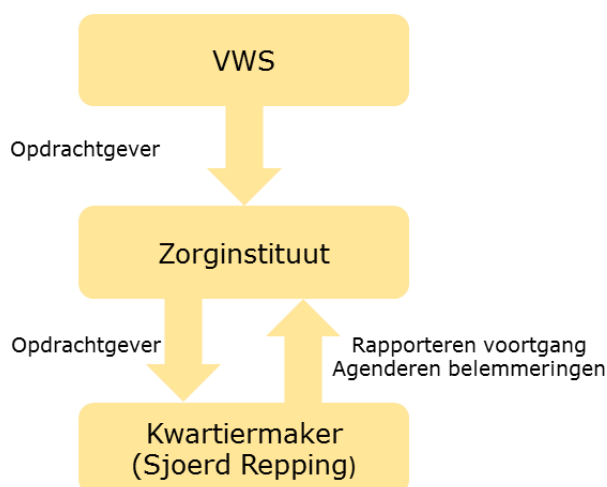 VWS
Opdrachtgever
Zorginstituut
Opdrachtgever
Rapporteren voortgang
Agenderen belemmeringen
Kwartiermaker
(Sjoerd Repping)